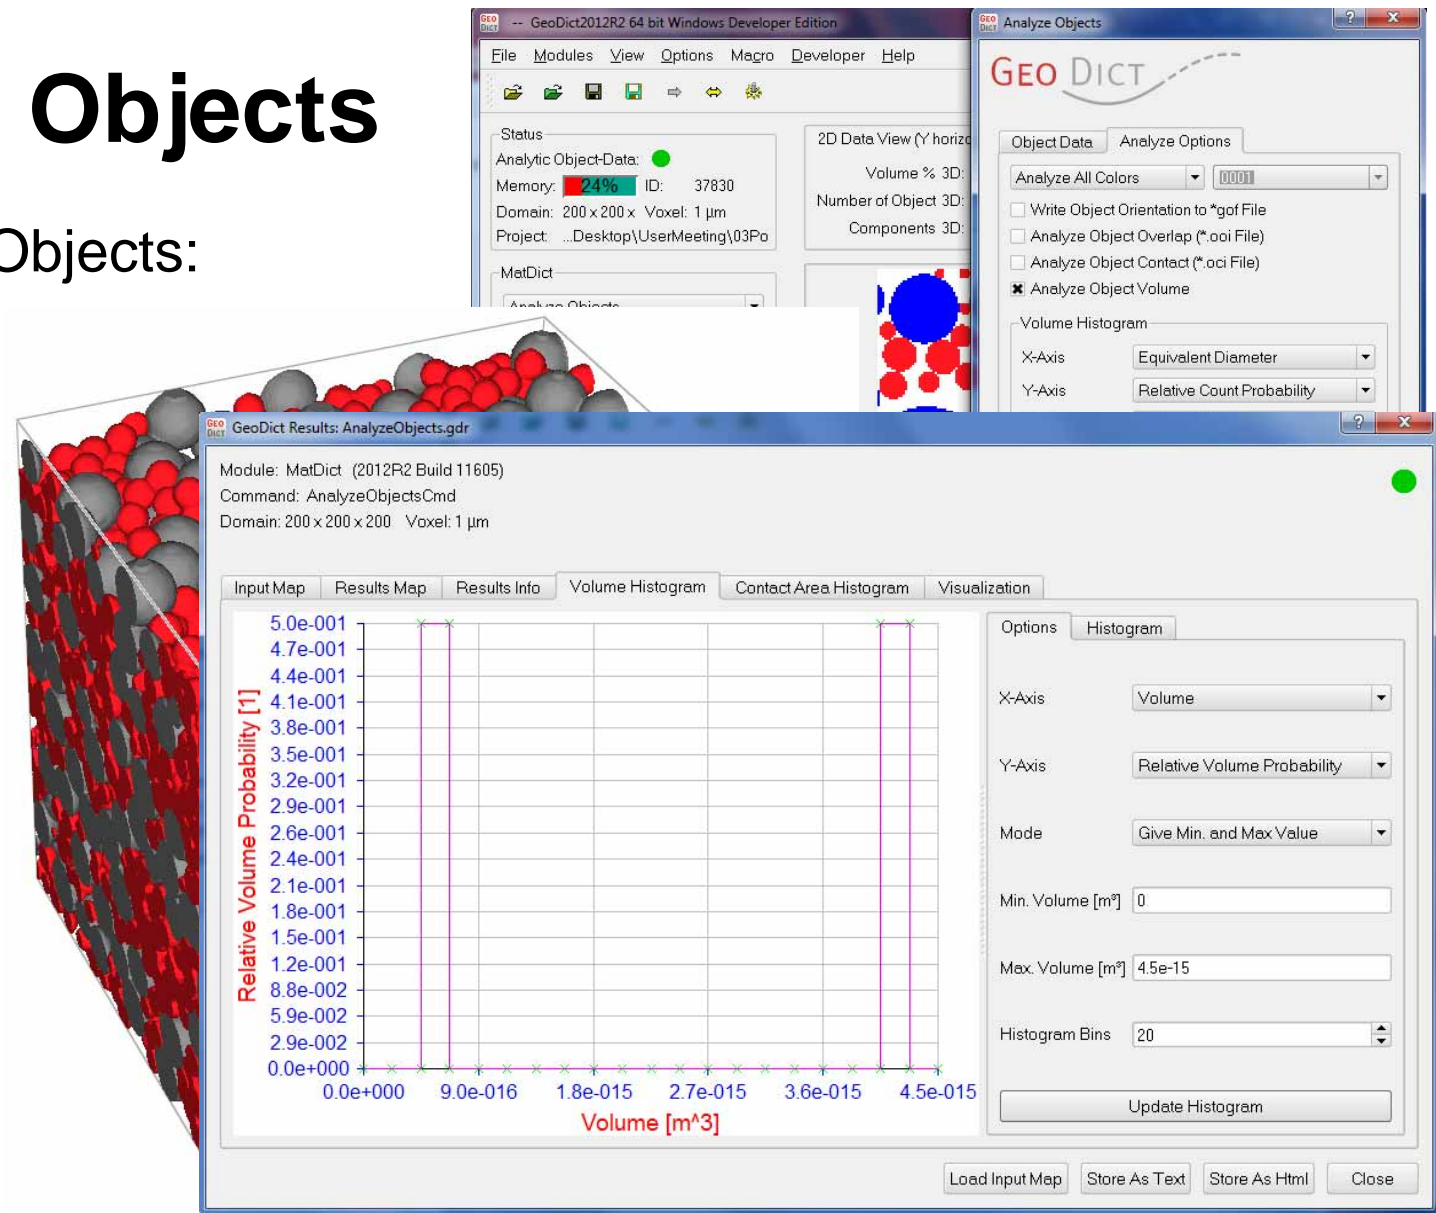 Objects
Objects:
GEO DICT -- GeoDict2012R2 64 bit Windows Developer Edition
File Modules View Options Macro Developer Help
Status
Analytic Object-Data:
Memory: 24% ID: 37830
Domain: 200 x 200 x Voxel: 1 µm
Project: ...Desktop\UserMeeting\03Po
MatDict
Analyze Objects
2D Data View (Y horizo
Volume % 3D:
Number of Object 3D:
Components 3D:
GEO DICT Analyze Objects
GEO DICT
Object Data Analyze Options
Analyze All Colors 0001
Write Object Orientation to *gof File
Analyze Object Overlap (*.ooi File)
Analyze Object Contact (*.oci File)
Analyze Object Volume
Volume Histogram
X-Axis Equivalent Diameter
Y-Axis Relative Count Probability
GEO DICT GeoDict Results: AnalyzeObjects.gdr
Module: MatDict (2012R2 Build 11605)
Command: AnalyzeObjectsCmd
Domain: 200 x 200 x 200 Voxel: 1 µm
Input Map Results Map Results Info Volume Histogram Contact Area Histogram Visualization
Relative Volume Probability [1]
5.0e-001
4.7e-001
4.4e-001
4.1e-001
3.8e-001
3.5e-001
3.2e-001
2.9e-001
2.6e-001
2.4e-001
2.1e-001
1.8e-001
1.5e-001
1.2e-001
8.8e-002
5.9e-002
2.9e-002
0.0e+000
0.0e+000 9.0e-016 1.8e-015 2.7e-015 3.6e-015 4.5e-015
Volume [m^3]
Options Histogram
X-Axis Volume
Y-Axis Relative Volume Probability
Mode Give Min. and Max Value
Min. Volume [m³] 0
Max. Volume [m³] 4.5e-15
Histogram Bins 20
Update Histogram
Load Input Map Store As Text Store As Html Close